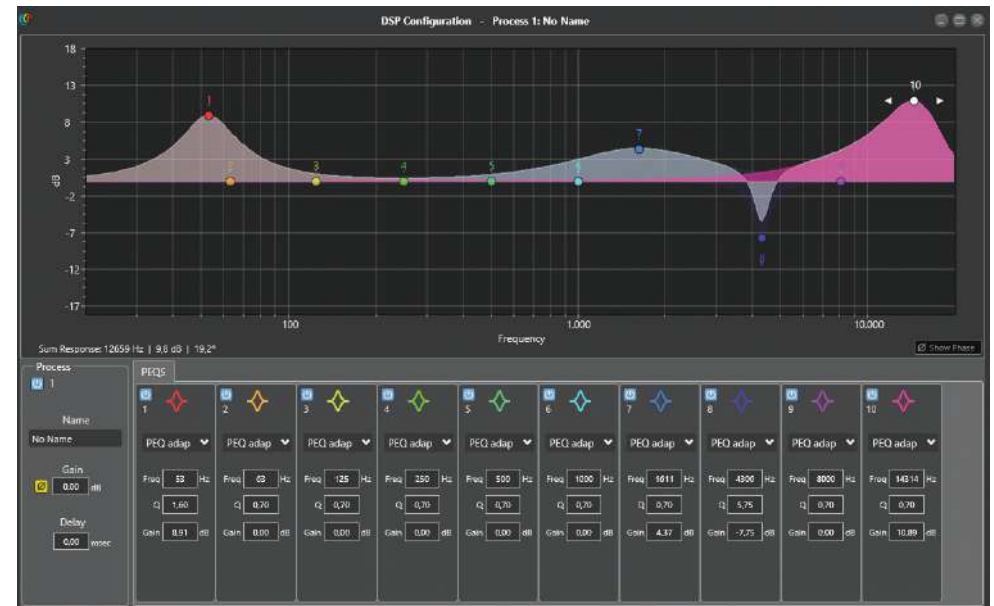 DSP Configuration - Process 1: No Name
18
13
8
3
-2
-7
-12
-17
dB
1
2
3
4
5
7
10
100
1.000
10.000
Frequency
Sum Response: 12659 Hz | 9,8 dB | 19,2°
Ø Show Phase
Process
1
Name
No Name
Gain
Ø 0,00 dB
Delay
0,00 msec
PEQS
1 2 3 4 5 6 7 8 9 10
PEQ adap PEQ adap PEQ adap PEQ adap PEQ adap PEQ adap PEQ adap PEQ adap PEQ adap PEQ adap
Freq 53 Hz Freq 63 Hz Freq 125 Hz Freq 250 Hz Freq 500 Hz Freq 1000 Hz Freq 1611 Hz Freq 4300 Hz Freq 8000 Hz Freq 14314 Hz
Q 1,60 Q 0,70 Q 0,70 Q 0,70 Q 0,70 Q 0,70 Q 0,70 Q 5,75 Q 0,70 Q 0,70
Gain 8,91 dB Gain 0,00 dB Gain 0,00 dB Gain 0,00 dB Gain 0,00 dB Gain 0,00 dB Gain 4,37 dB Gain -7,75 dB Gain 0,00 dB Gain 10,89 dB